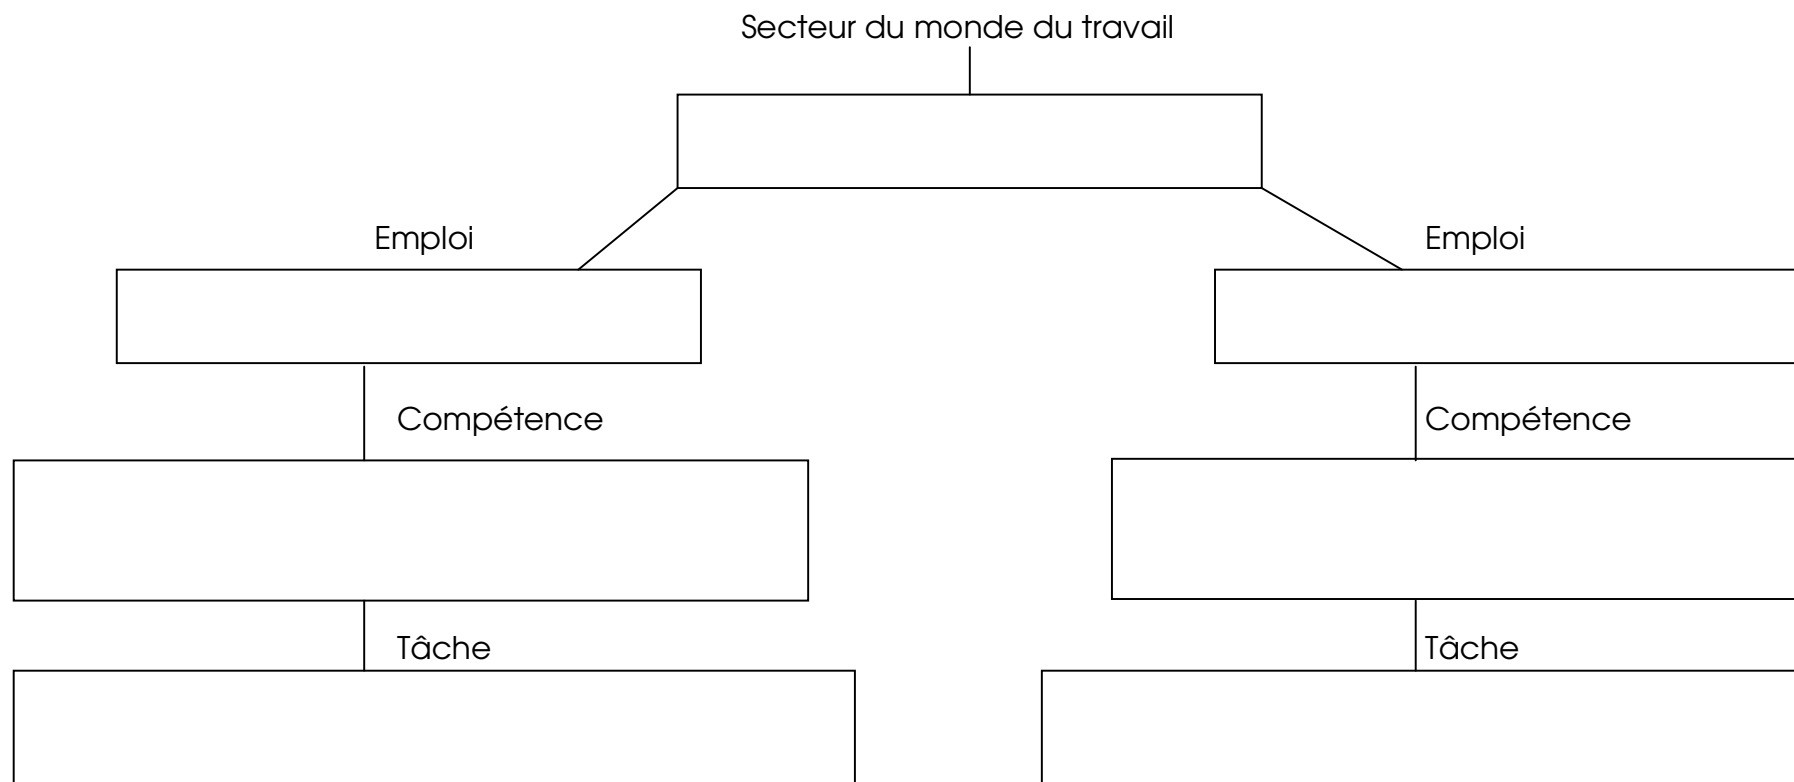 Secteur du monde du travail
Emploi
Emploi
Compétence
Compétence
Tâche
Tâche